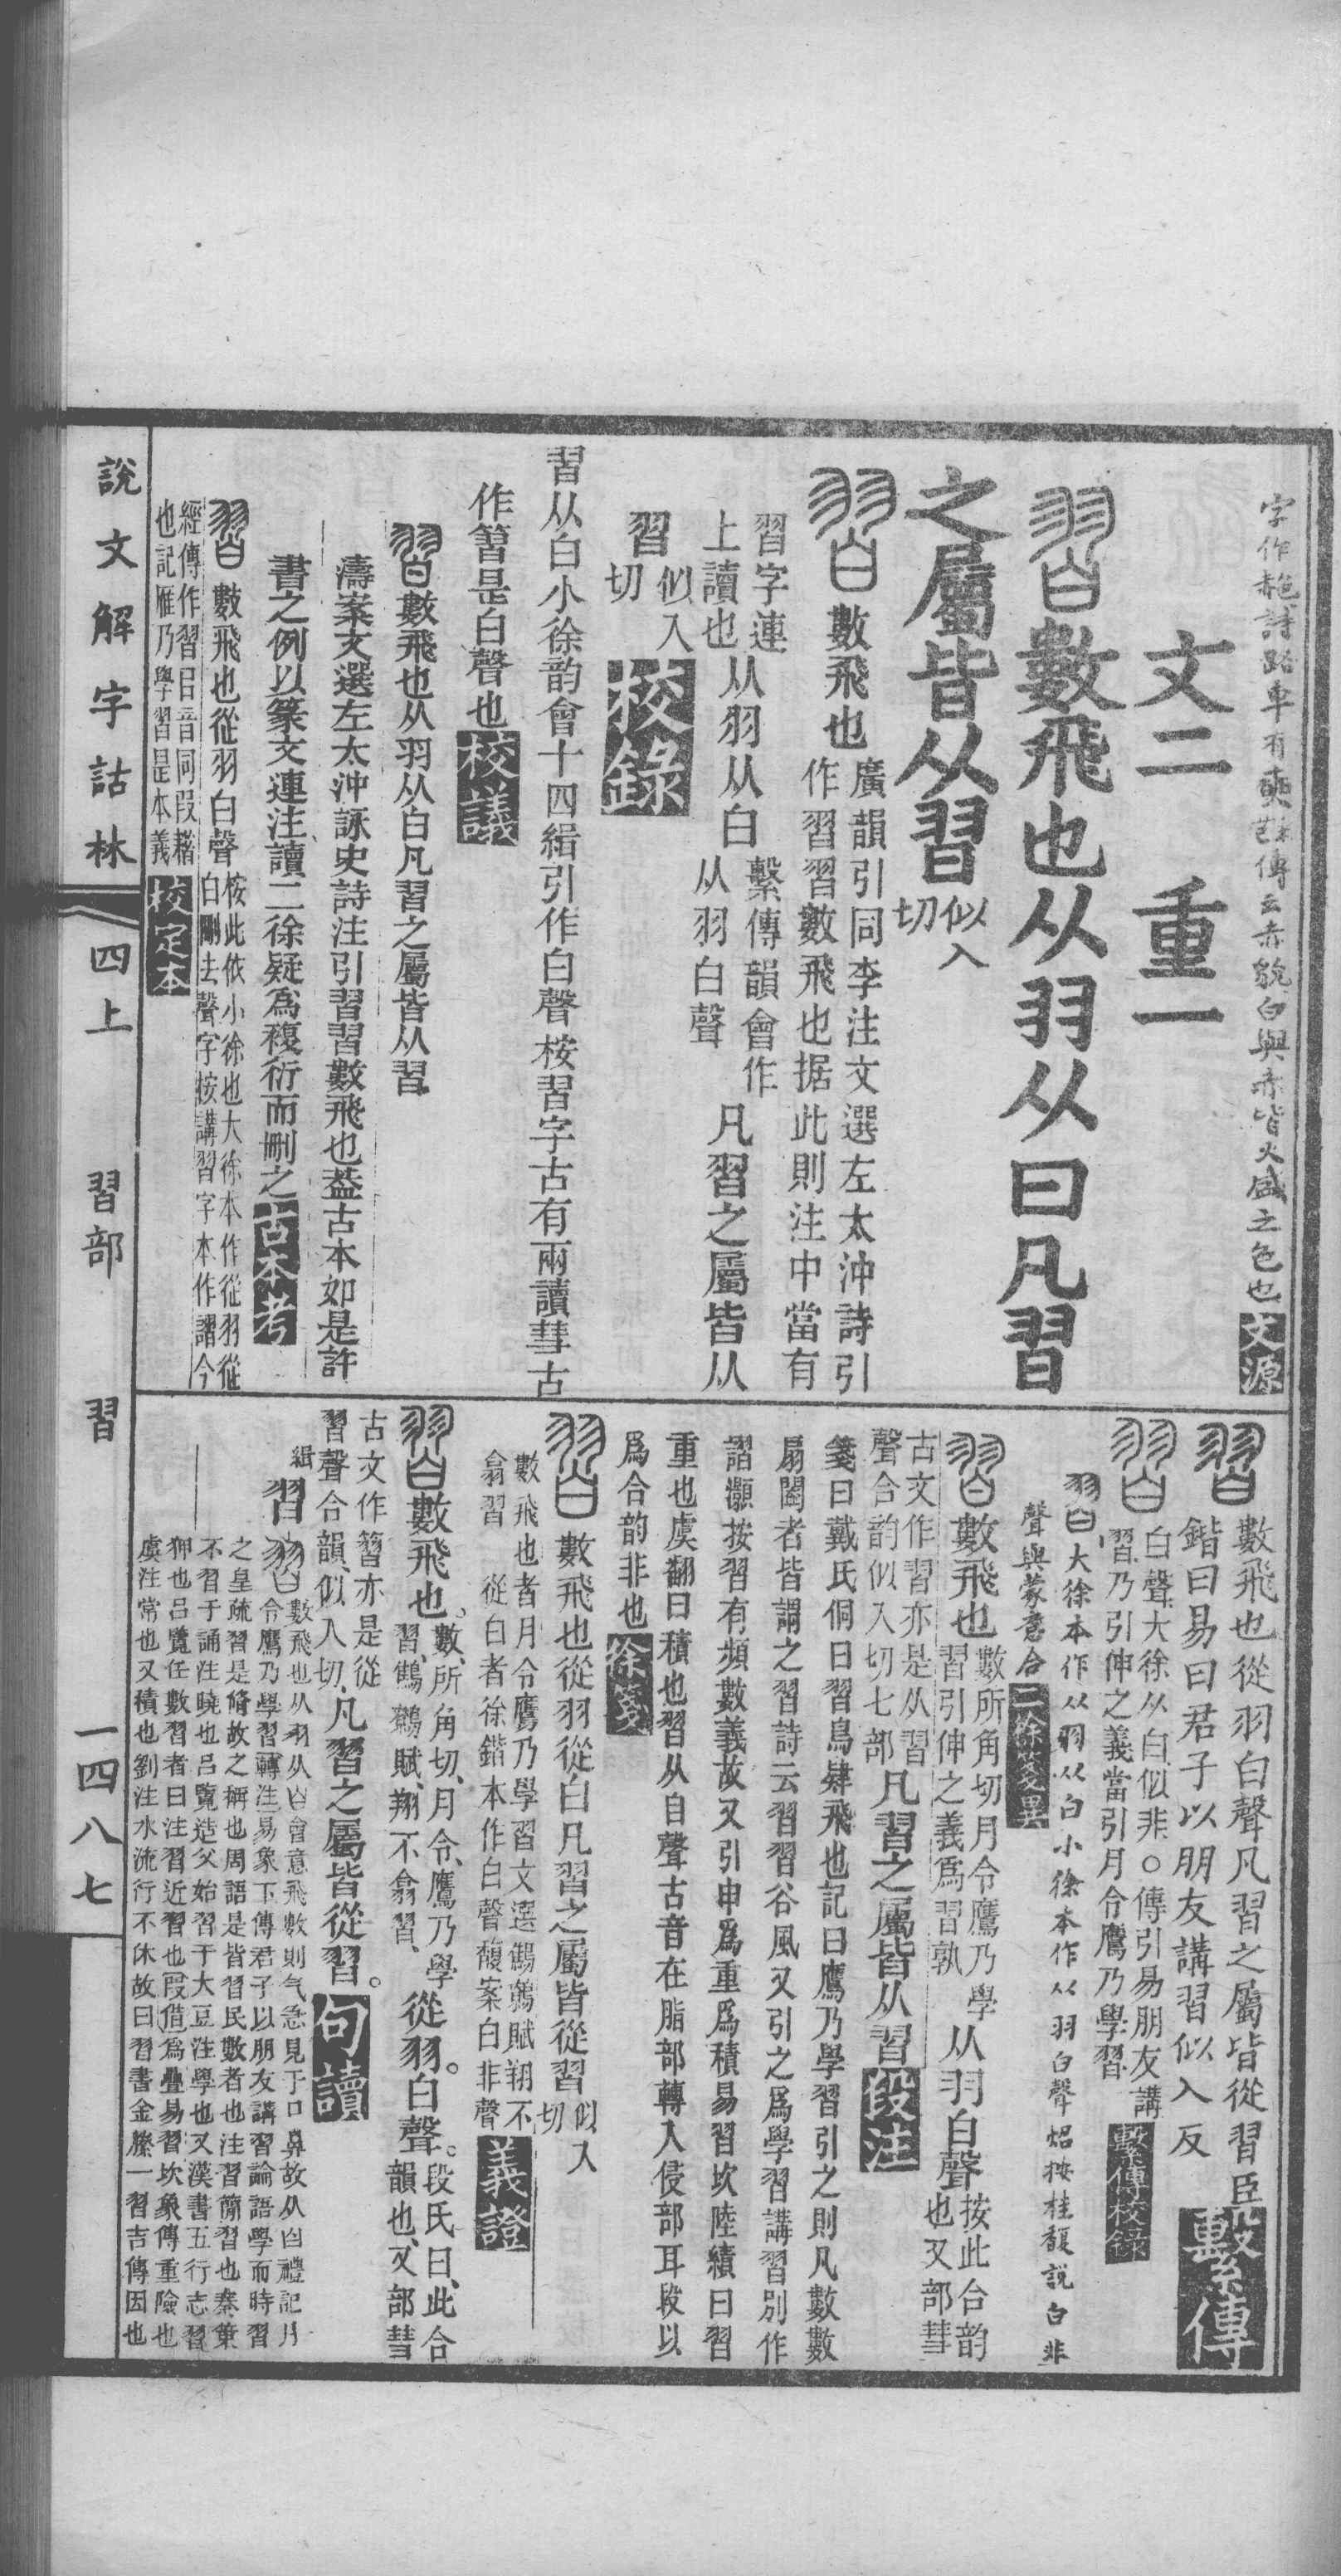 字作赩詩路車有奭毛傳云赤貌白與赤皆火盛之色也文源
文二　重一
習數飛也从羽从白凡習
之屬皆从習似入切
習數飛也廣韻引同李注文選左太沖詩引作習習數飛也据此則注中當有
習字連上讀也从羽从白繫傳韻會作从羽白聲凡習之屬皆从
習似入切校錄
習从白小徐韵會十四緝引作白聲桉習字古有兩讀彗古
作篲是白聲也校議
習數飛也从羽从白凡習之屬皆从習
濤案文選左太沖詠史詩注引習習數飛也葢古本如是許
書之例以篆文連注讀二徐疑爲複衍而刪之古本考
習數飛也從羽白聲桉此依小徐也大徐本作從羽從白刪去聲字按講習字本作謵今
經傳作習曰音同叚藉也記雁乃學習是本義校定本
習數飛也從羽白聲凡習之屬皆從習臣
鍇曰易曰君子以朋友講習似入反繫傳
習白聲大徐从白似非○傳引易朋友講習乃引伸之義當引月令鷹乃學習繫傳校錄
習大徐本作从羽从白小徐本作从羽白聲炤按桂馥説白非
聲與蒙意合二徐箋異
習數飛也數所角切月令鷹乃學習引伸之義爲習孰从羽白聲按此合韵也又部彗
古文作習亦是从習聲合韵似入切七部凡習之屬皆从習段注
箋曰戴氏侗曰習鳥肄飛也記曰鷹乃學習引之則凡數數
扇闔者皆謂之習詩云習習谷風又引之爲學習講習別作
謵灝按習有頻數義故又引申爲重爲積易習坎陸績曰習
重也虞翻曰積也習从自聲古音在脂部轉入侵部耳段以
爲合韵非也徐箋
習數飛也從羽從白凡習之屬皆從習似入切
數飛也者月令鷹乃學習文選鷦鷯賦翔不翕習　從白者徐鍇本作白聲馥案白非聲義證
習數飛也。數、所角切、月令、鷹乃學習、鷦鷯賦、翔不翕習、從羽。白聲。段氏曰、此合韻也、又部彗
古文作篲亦是從習聲合韻、似入切、凡習之屬皆從習。句讀
緝
習數飛也从羽从白會意飛數則气急見于口鼻故从白禮記月令鷹乃學習轉注易象下傳君子以朋友講習論語學而時習
之皇疏習是脩故之稱也周語是皆習民數者也注習簡習也秦策不習于誦注曉也呂覽造父始習于大豆注學也又漢書五行志習
狎也呂覽任數習者曰注習近習也叚借爲疊易習坎象傳重險也虞注常也又積也劉注水流行不休故曰習書金縢一習吉傳因也
說文解字詁林
四上
習部
習
一四八七